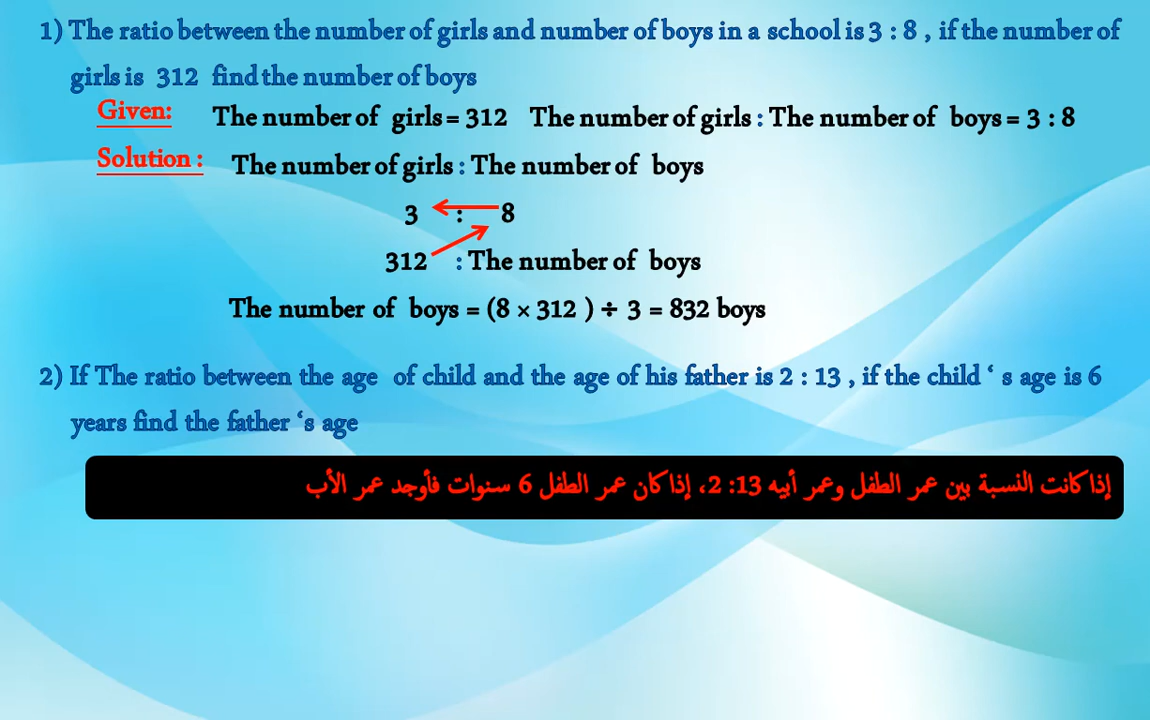 1) The ratio between the number of girls and number of boys in a school is 3 : 8 , if the number of
girls is 312 find the number of boys
Given: The number of girls = 312 The number of girls : The number of boys = 3 : 8
Solution : The number of girls : The number of boys
3 : 8
312 : The number of boys
The number of boys = (8 × 312 ) ÷ 3 = 832 boys
2) If The ratio between the age of child and the age of his father is 2 : 13 , if the child ‘ s age is 6
years find the father ‘s age
إذا كانت النسبة بين عمر الطفل وعمر أبيه 13: 2، إذا كان عمر الطفل 6 سنوات فأوجد عمر الأب